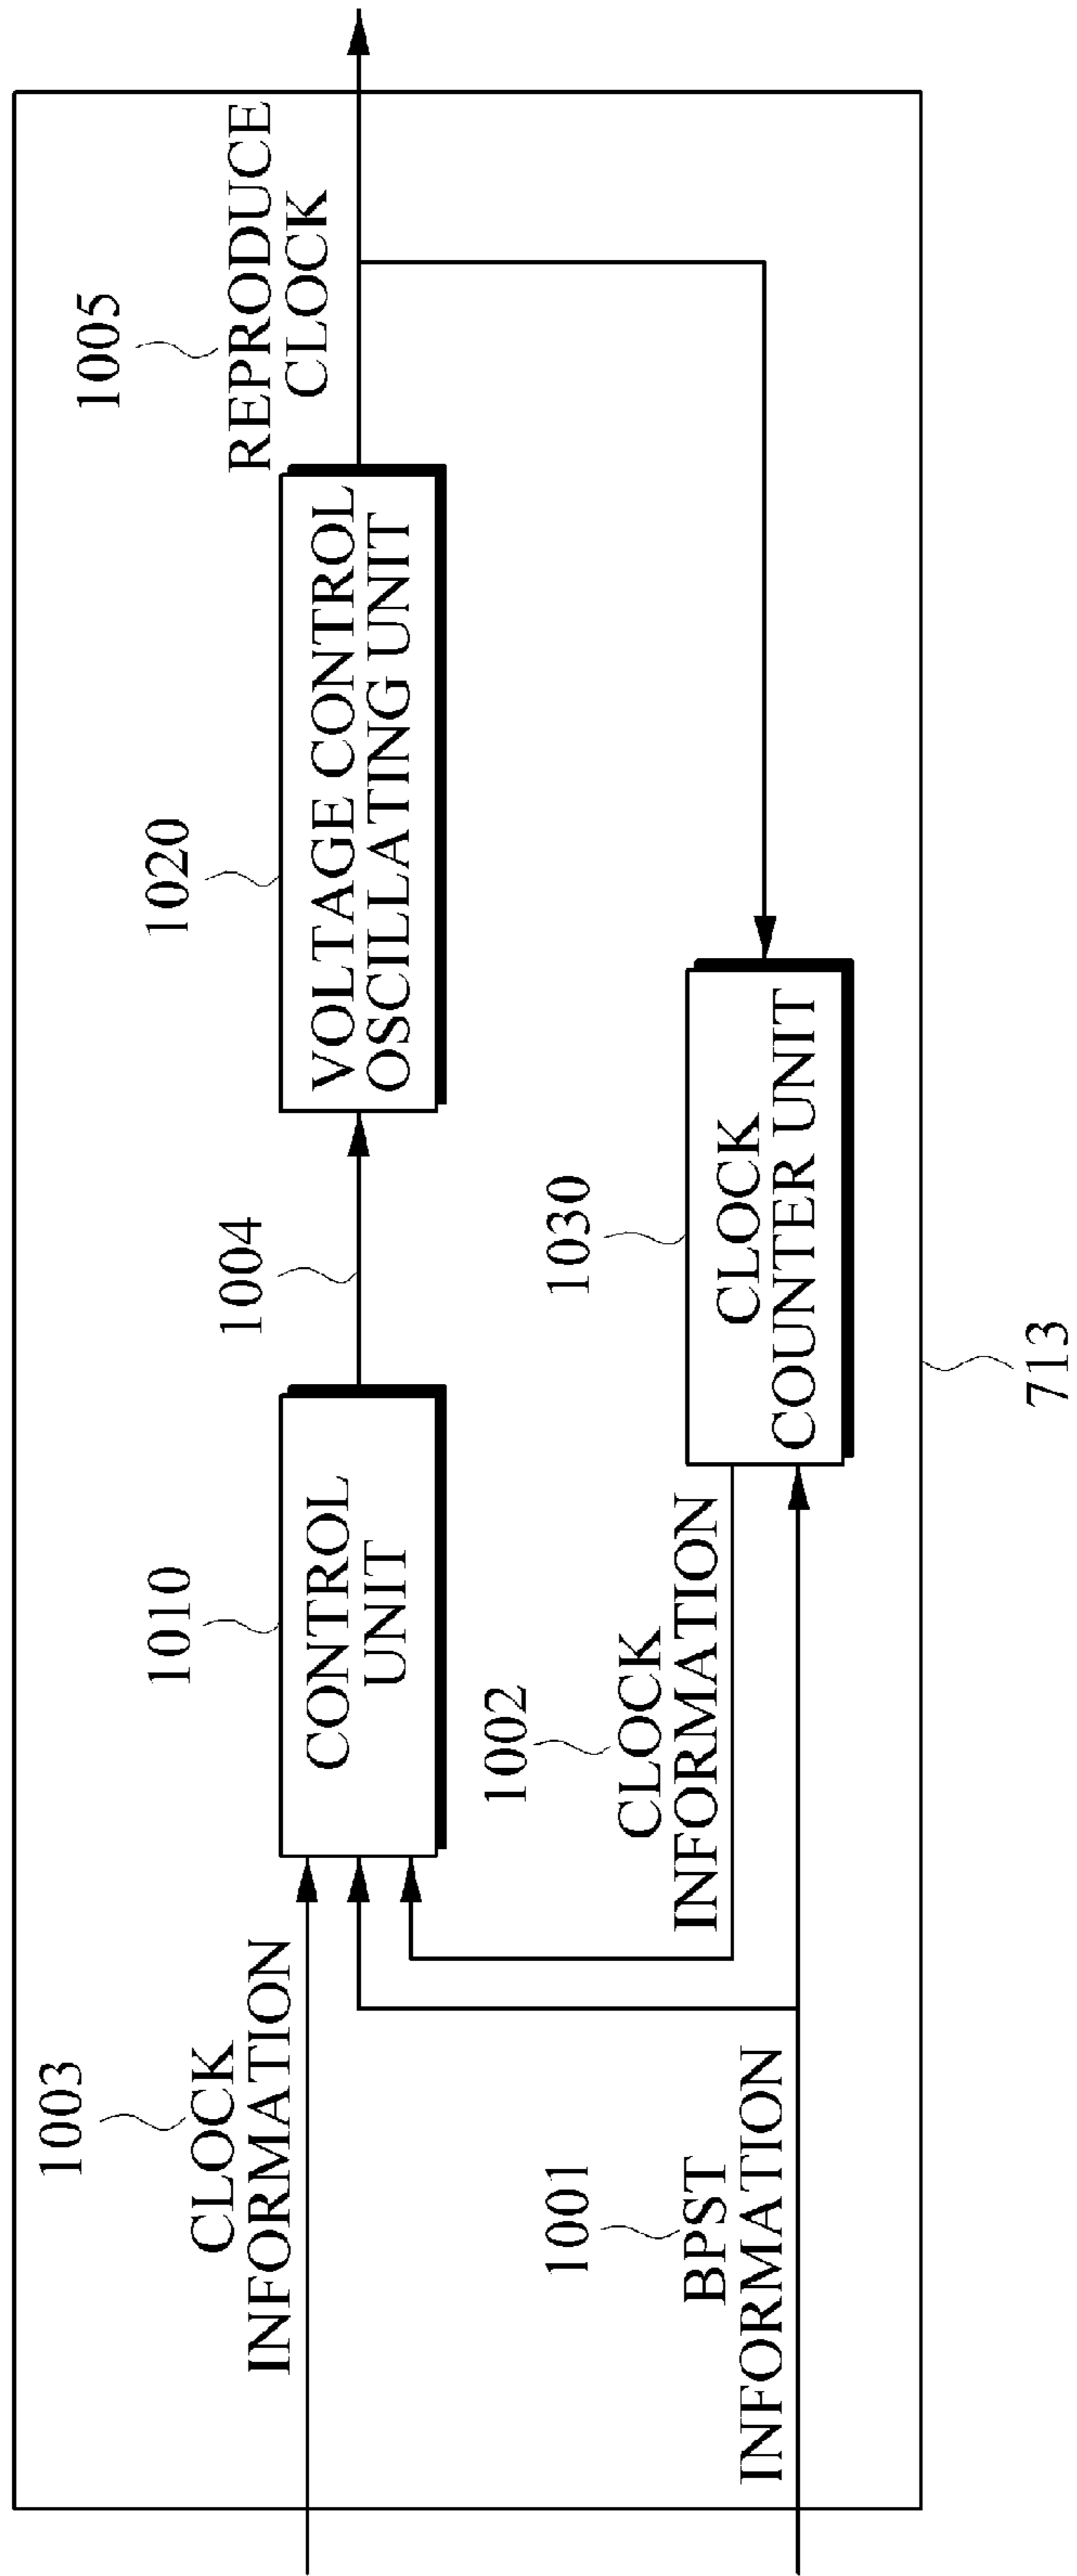 1003
CLOCK
INFORMATION
1010
CONTROL
UNIT
1004
1020
VOLTAGE CONTROL
OSCILLATING UNIT
1005
REPRODUCE
CLOCK
1001
BPST
INFORMATION
1002
CLOCK
INFORMATION
1030
CLOCK
COUNTER UNIT
713